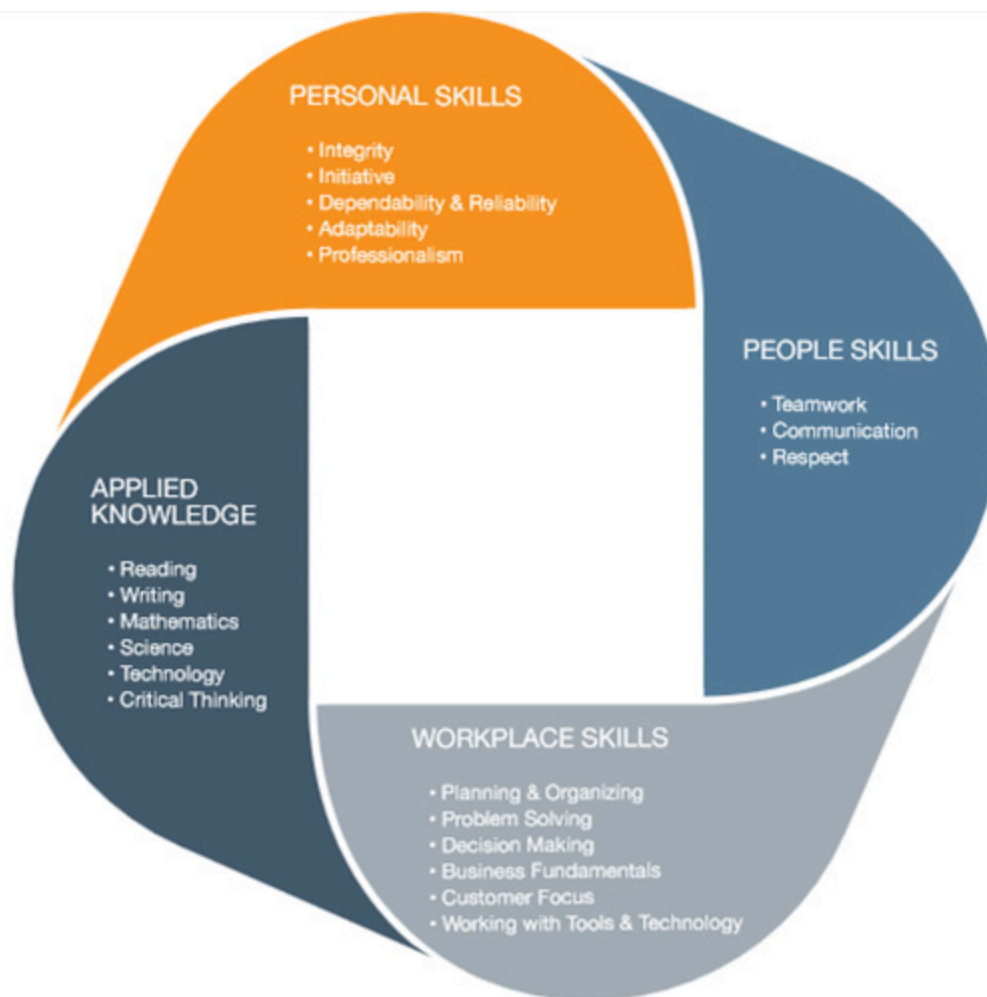 PERSONAL SKILLS
• Integrity
• Initiative
• Dependability & Reliability
• Adaptability
• Professionalism
PEOPLE SKILLS
• Teamwork
• Communication
• Respect
APPLIED
KNOWLEDGE
• Reading
• Writing
• Mathematics
• Science
• Technology
• Critical Thinking
WORKPLACE SKILLS
• Planning & Organizing
• Problem Solving
• Decision Making
• Business Fundamentals
• Customer Focus
• Working with Tools & Technology